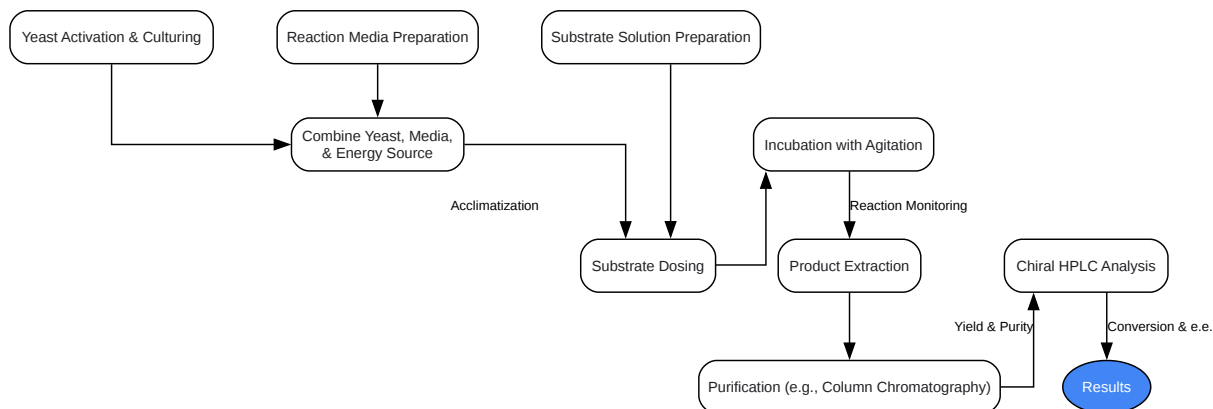 Yeast Activation & Culturing
Reaction Media Preparation
Substrate Solution Preparation
Combine Yeast, Media,
& Energy Source
Incubation with Agitation
Acclimatization
Reaction Monitoring
Substrate Dosing
Product Extraction
Chiral HPLC Analysis
Yield & Purity
Conversion & e.e.
Purification (e.g., Column Chromatography)
Results